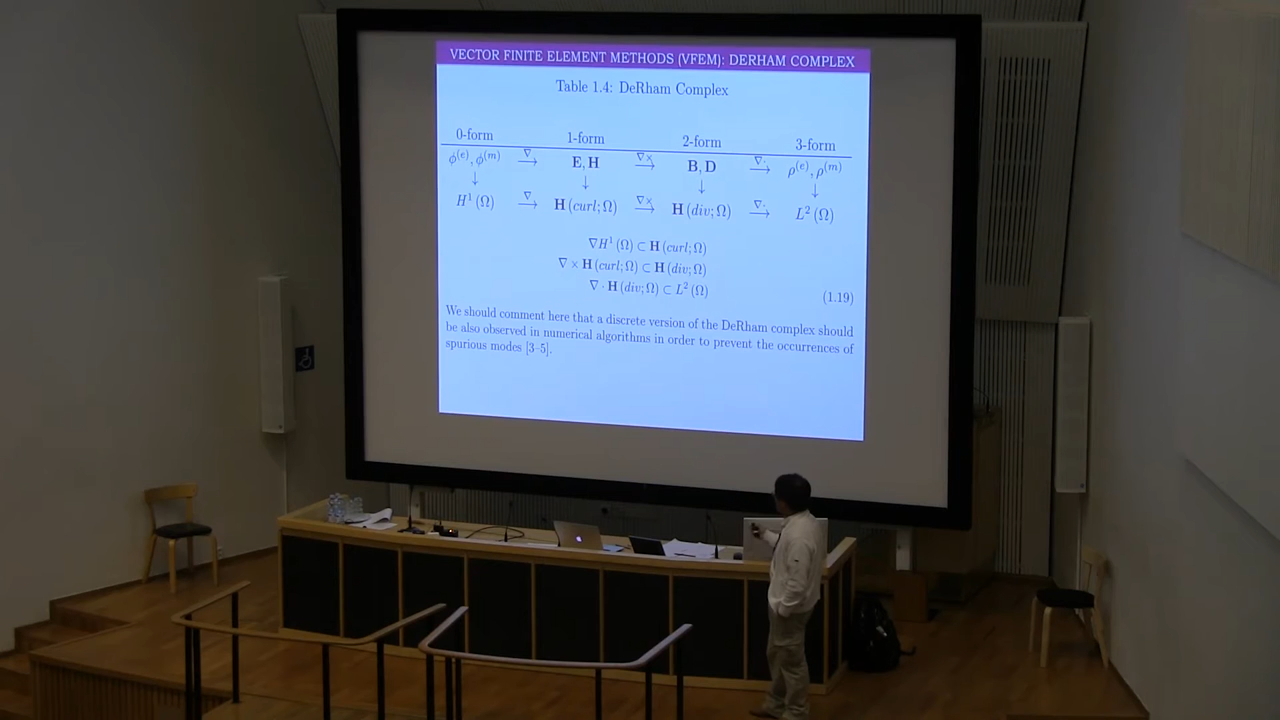 VECTOR FINITE ELEMENT METHODS (VFEM): DERHAM COMPLEX
Table 1.4: DeRham Complex
0-form 1-form 2-form 3-form
ϕ^(e), ϕ^(m) →^∇ E, H →^∇× B, D →^∇· ρ^(e), ρ^(m)
↓ ↓ ↓ ↓
H^1 (Ω) →^∇ H (curl; Ω) →^∇× H (div; Ω) →^∇· L^2 (Ω)
∇H^1 (Ω) ⊂ H (curl; Ω)
∇ × H (curl; Ω) ⊂ H (div; Ω)
∇ · H (div; Ω) ⊂ L^2 (Ω) (1.19)
We should comment here that a discrete version of the DeRham complex should
be also observed in numerical algorithms in order to prevent the occurrences of
spurious modes [3–5].